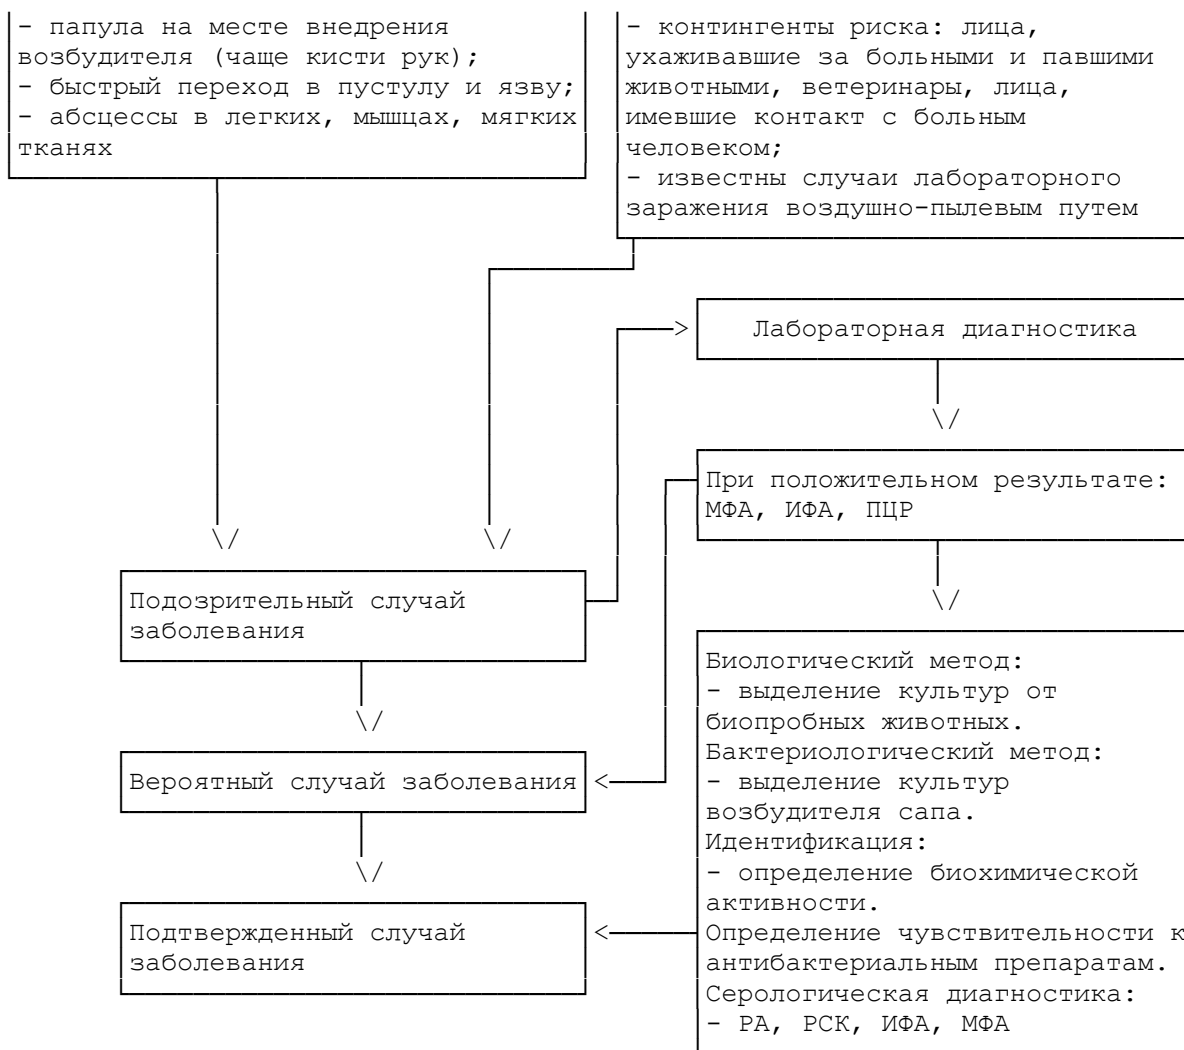 - папула на месте внедрения
возбудителя (чаще кисти рук);
- быстрый переход в пустулу и язву;
- абсцессы в легких, мышцах, мягких
тканях
- контингенты риска: лица,
ухаживавшие за больными и павшими
животными, ветеринары, лица,
имевшие контакт с больным
человеком;
- известны случаи лабораторного
заражения воздушно-пылевым путем
Лабораторная диагностика
При положительном результате:
МФА, ИФА, ПЦР
Подозрительный случай
заболевания
Вероятный случай заболевания
Подтвержденный случай
заболевания
Биологический метод:
- выделение культур от
биопробных животных.
Бактериологический метод:
- выделение культур
возбудителя сапа.
Идентификация:
- определение биохимической
активности.
Определение чувствительности к
антибактериальным препаратам.
Серологическая диагностика:
- РА, РСК, ИФА, МФА